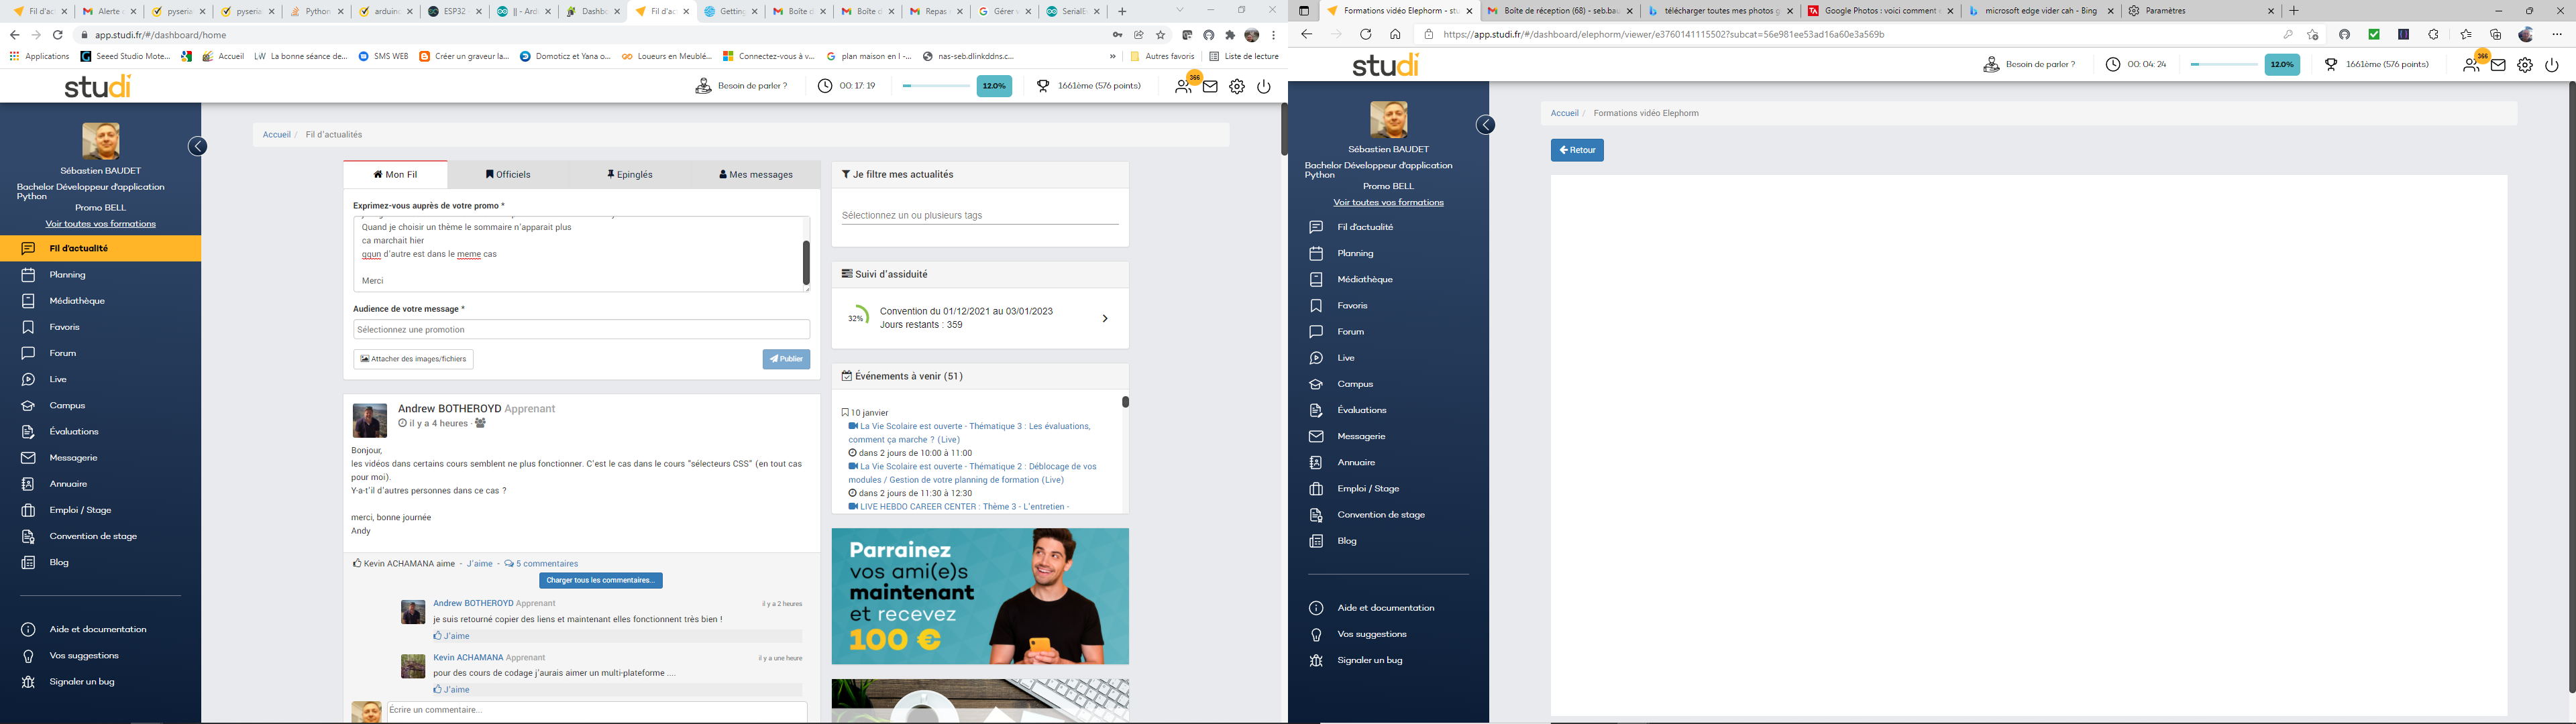 Fil d'ac
Alerte
pyseria
pyseria
Python
arduin
ESP32
|| - Ardu
Dashbo
Fil d'ac
Getting
Boîte d
Boîte d
Repas
Gérer v
SerialEs
app.studi.fr/#/dashboard/home
Applications
Seeed Studio Mote...
Accueil
LW La bonne séance de...
SMS WEB
Créer un graveur la...
Domoticz et Yana o...
Loueurs en Meublé...
Connectez-vous à v...
plan maison en l -...
nas-seb.dlinkddns.c...
»
Autres favoris
Liste de lecture
studi
Besoin de parler ?
00: 17: 19
12.0%
1661ème (576 points)
366
Sébastien BAUDET
Bachelor Développeur d'application
Python
Promo BELL
Voir toutes vos formations
Fil d'actualité
Planning
Médiathèque
Favoris
Forum
Live
Campus
Évaluations
Messagerie
Annuaire
Emploi / Stage
Convention de stage
Blog
Aide et documentation
Vos suggestions
Signaler un bug
Accueil / Fil d'actualités
Mon Fil
Officiels
Epinglés
Mes messages
Exprimez-vous auprès de votre promo *
Quand je choisir un thème le sommaire n'apparait plus
ca marchait hier
ggun d'autre est dans le meme cas
Merci
Audience de votre message *
Sélectionnez une promotion
Attacher des images/fichiers
Publier
Andrew BOTHEROYD Apprenant
il y a 4 heures ·
Bonjour,
les vidéos dans certains cours semblent ne plus fonctionner. C'est le cas dans le cours "sélecteurs CSS" (en tout cas
pour moi).
Y-a-t'il d'autres personnes dans ce cas ?
merci, bonne journée
Andy
Kevin ACHAMANA aime - J'aime - 5 commentaires
Charger tous les commentaires...
Andrew BOTHEROYD Apprenant
il y a 2 heures
je suis retourné copier des liens et maintenant elles fonctionnent très bien !
J'aime
Kevin ACHAMANA Apprenant
il y a une heure
pour des cours de codage j'aurais aimer un multi-plateforme ....
J'aime
Écrire un commentaire...
Je filtre mes actualités
Sélectionnez un ou plusieurs tags
Suivi d'assiduité
32%
Convention du 01/12/2021 au 03/01/2023
Jours restants : 359
Événements à venir (51)
10 janvier
La Vie Scolaire est ouverte - Thématique 3 : Les évaluations,
comment ça marche ? (Live)
dans 2 jours de 10:00 à 11:00
La Vie Scolaire est ouverte - Thématique 2 : Déblocage de vos
modules / Gestion de votre planning de formation (Live)
dans 2 jours de 11:30 à 12:30
LIVE HEBDO CAREER CENTER : Thème 3 - L'entretien -
Parrainez
vos ami(e)s
maintenant
et recevez
100 €
Formations vidéo Elephorm - stu
Boîte de réception (68) - seb.bau
télécharger toutes mes photos g
Google Photos : voici comment
microsoft edge vider cah - Bing
Paramètres
https://app.studi.fr/#/dashboard/elephorm/viewer/e3760141115502?subcat=56e981ee53ad16a60e3a569b
studi
Besoin de parler ?
00: 04: 24
12.0%
1661ème (576 points)
366
Sébastien BAUDET
Bachelor Développeur d'application
Python
Promo BELL
Voir toutes vos formations
Fil d'actualité
Planning
Médiathèque
Favoris
Forum
Live
Campus
Évaluations
Messagerie
Annuaire
Emploi / Stage
Convention de stage
Blog
Aide et documentation
Vos suggestions
Signaler un bug
Accueil / Formations vidéo Elephorm
Retour